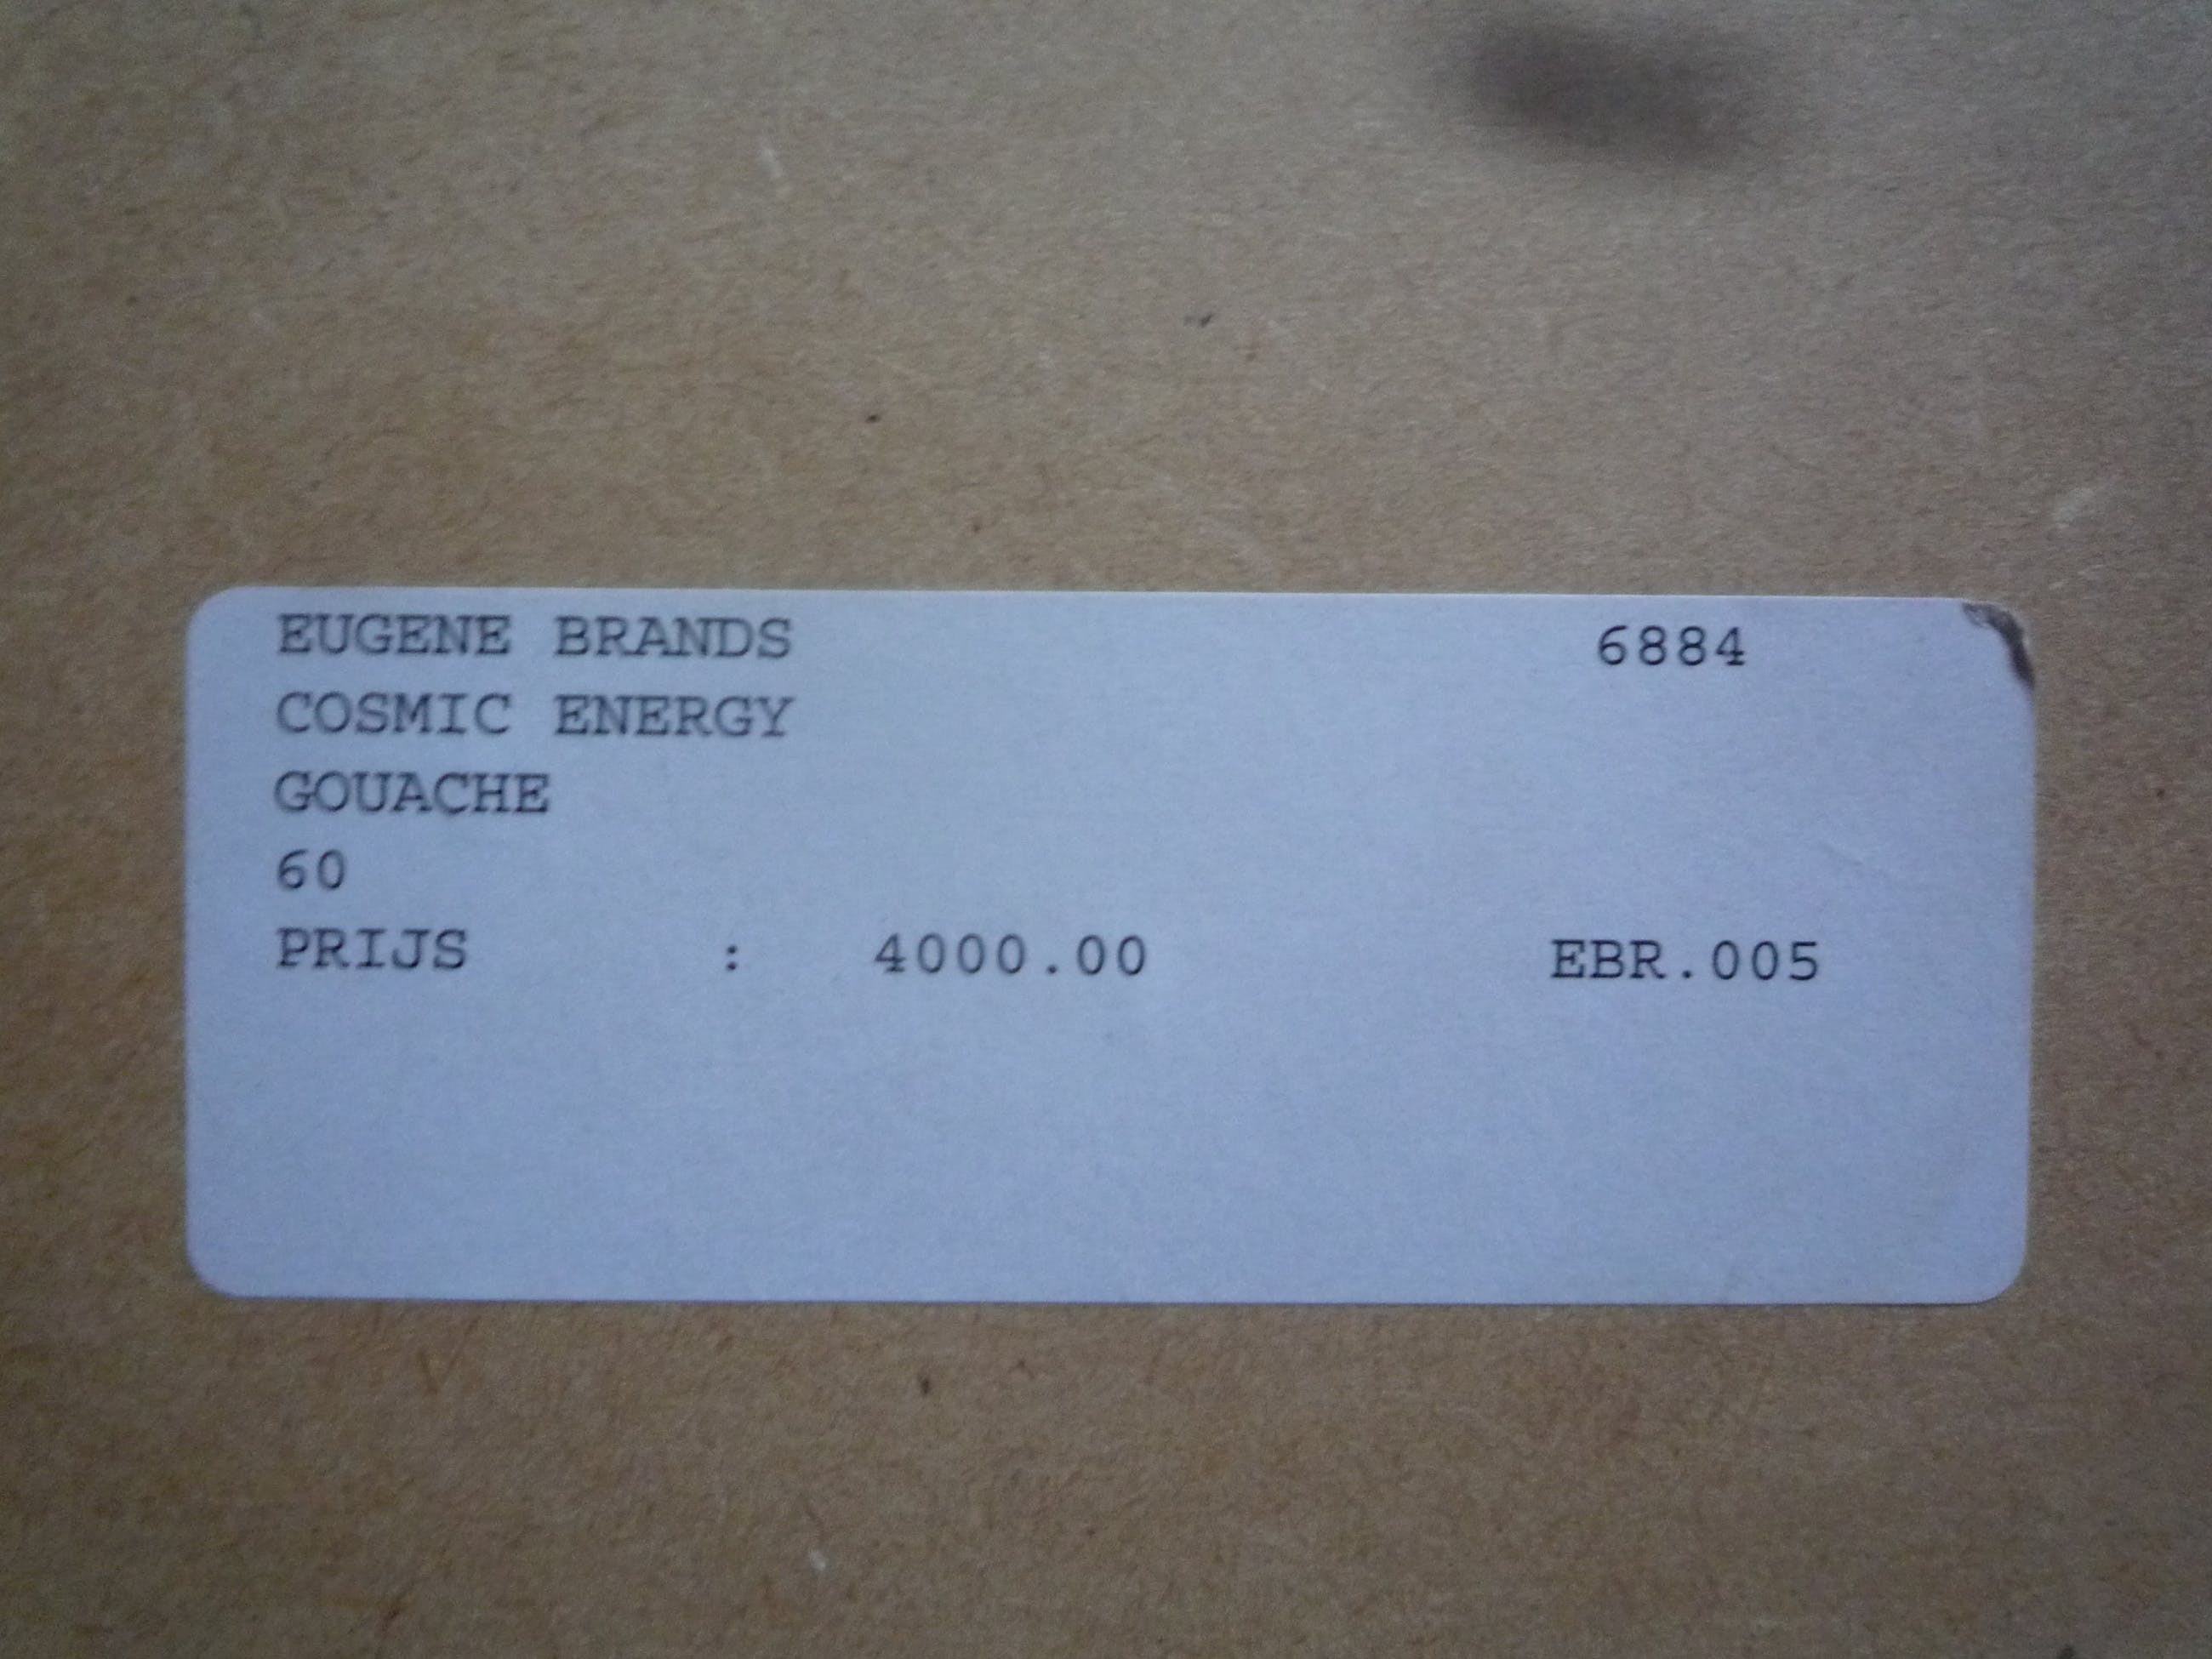 EUGENE BRANDS 6884
COSMIC ENERGY
GOUACHE
60
PRIJS : 4000.00 EBR.005